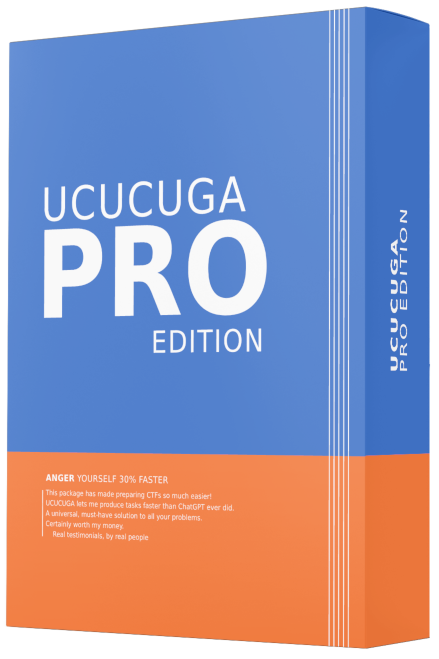 UCUCUGA
PRO
EDITION
ANGER YOURSELF 30% FASTER
This package has made preparing CTFs so much easier!
UCUCUGA lets me produce tasks faster than ChatGPT ever did.
A universal, must-have solution to all your problems.
Certainly worth my money.
Real testimonials, by real people
UCUCUGA
PRO EDITION